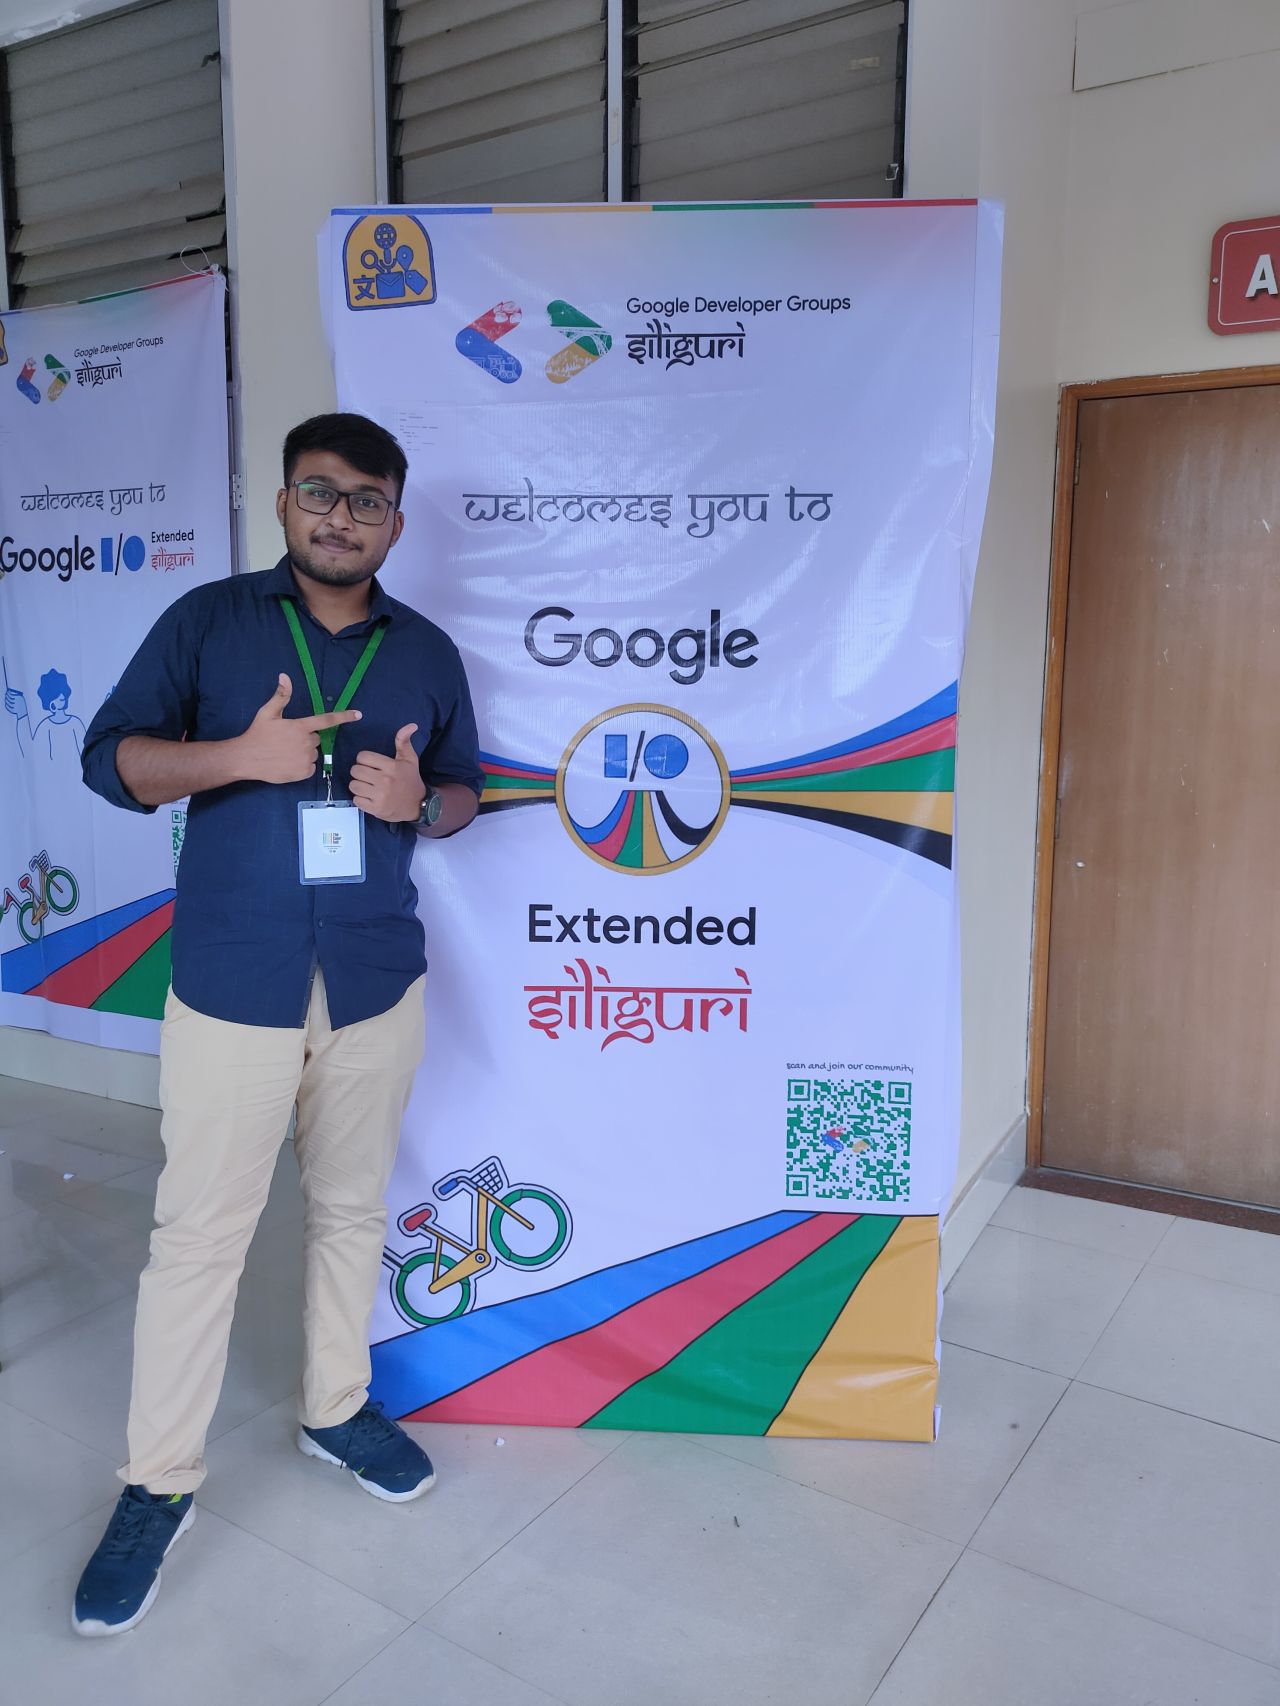 Google Developer Groups
siliguri
welcomes you to
Google I/O
Extended
siliguri
Google Developer Groups
siliguri
welcomes you to
Google
I/O
Extended
siliguri
scan and join our community
文
A